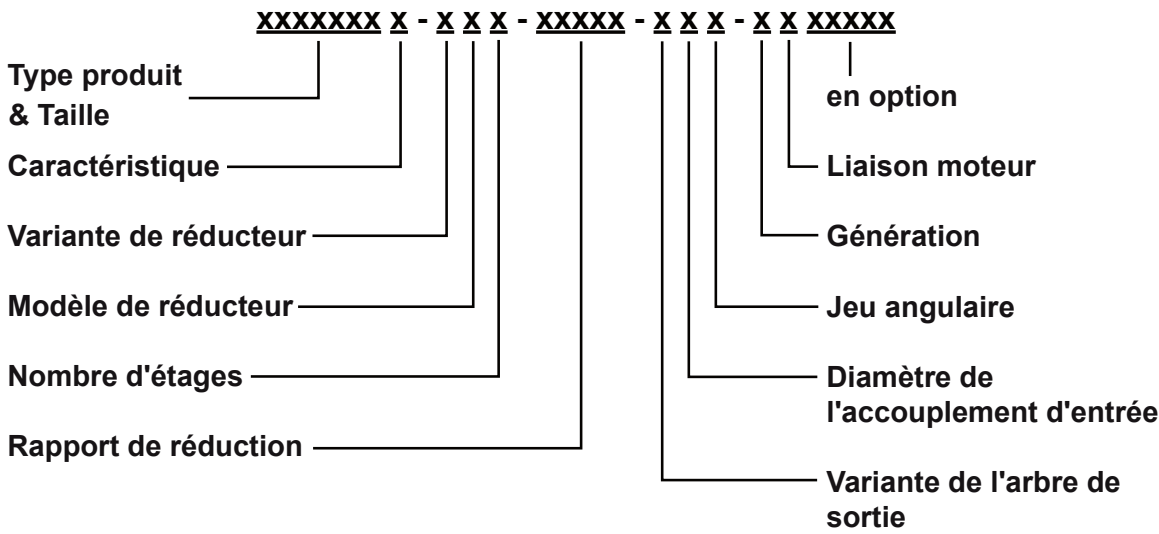 xxxxxxx x - x x x - xxxxx - x x x - x x xxxxx
Type produit
& Taille
Caractéristique
Variante de réducteur
Modèle de réducteur
Nombre d'étages
Rapport de réduction
en option
Liaison moteur
Génération
Jeu angulaire
Diamètre de
l'accouplement d'entrée
Variante de l'arbre de
sortie